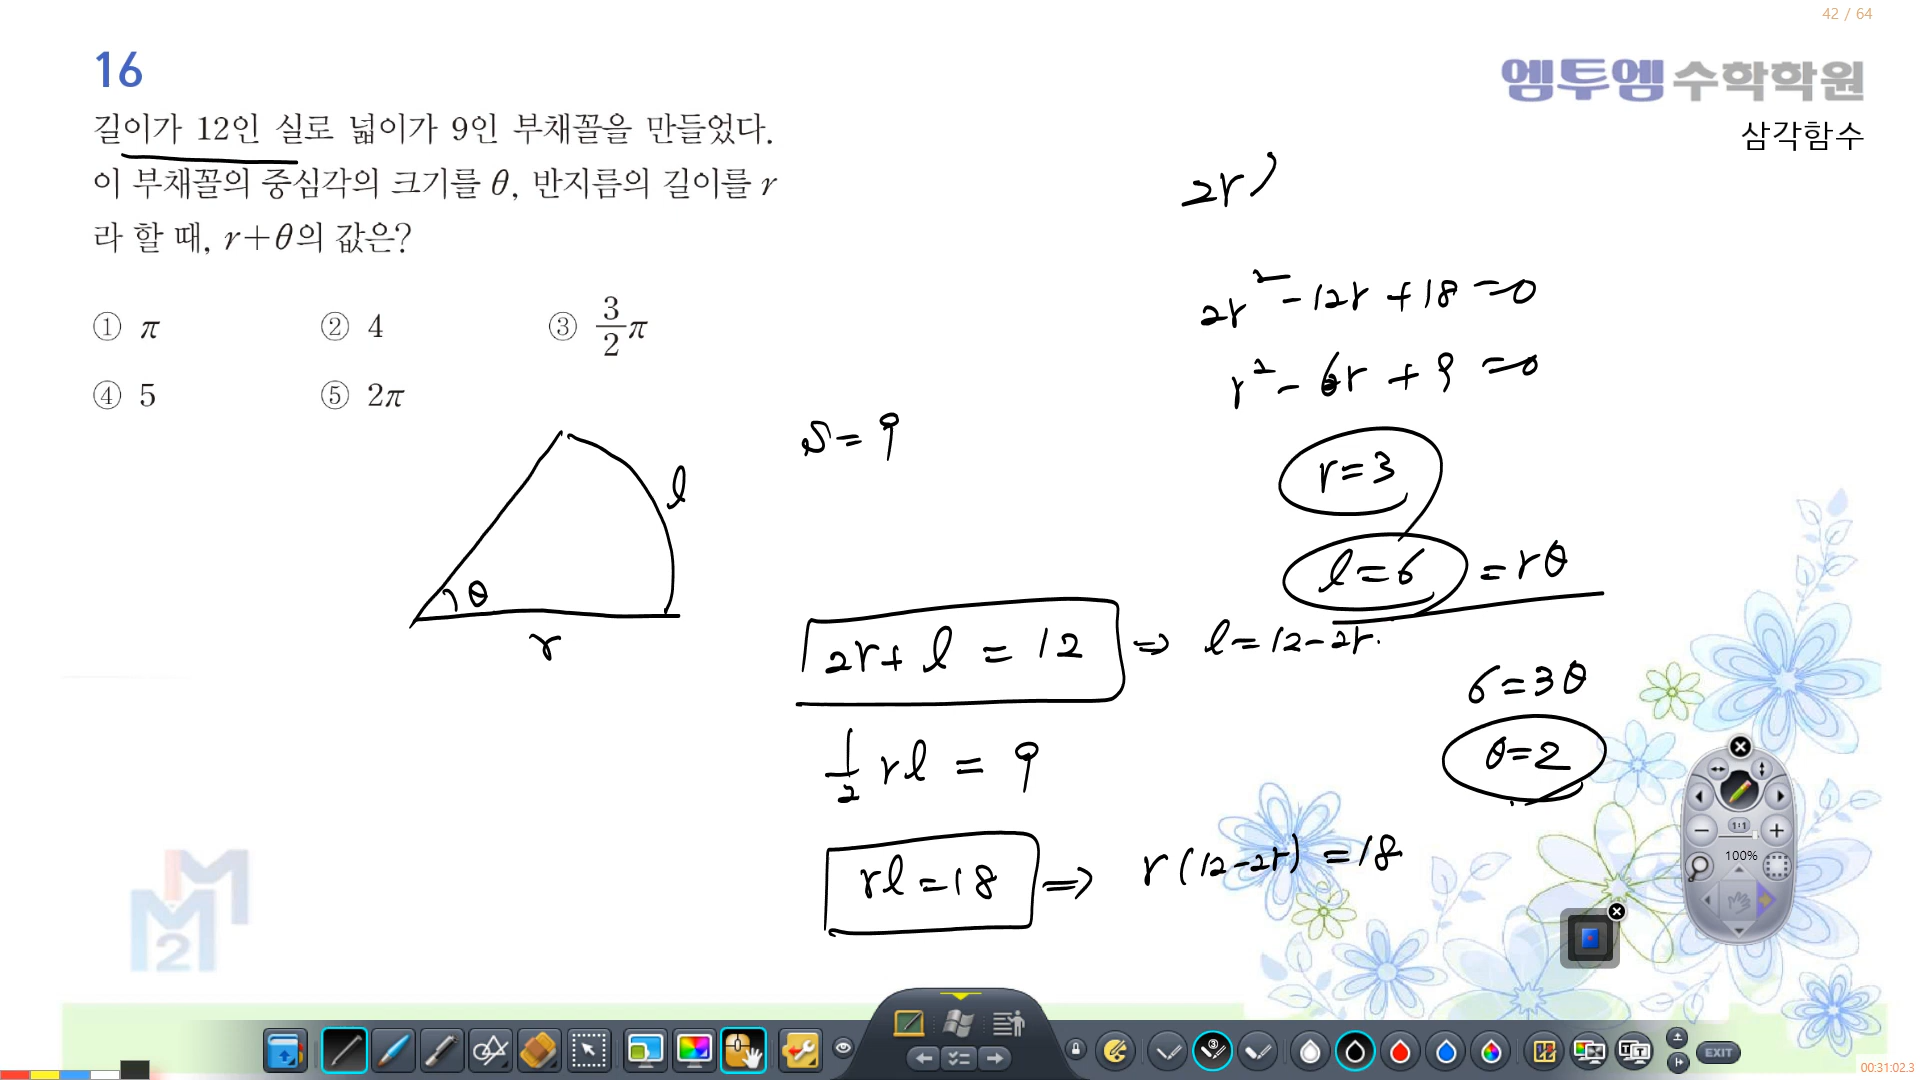 42 / 64
16
엠투엠 수학학원
삼각함수
길이가 12인 실로 넓이가 9인 부채꼴을 만들었다.
이 부채꼴의 중심각의 크기를 θ, 반지름의 길이를 r
라 할 때, r+θ의 값은?
① π ② 4 ③ 3/2 π
④ 5 ⑤ 2π
2r
2r² - 12r + 18 = 0
r² - 6r + 9 = 0
r = 3
l = 6 = rθ
S = 9
l
θ
r
2r + l = 12 ⇒ l = 12 - 2r.
6 = 3θ
θ = 2
1/2 rl = 9
rl = 18 ⇒ r(12-2r) = 18
M2M
1:1
100%
EXIT
00:31:02.3